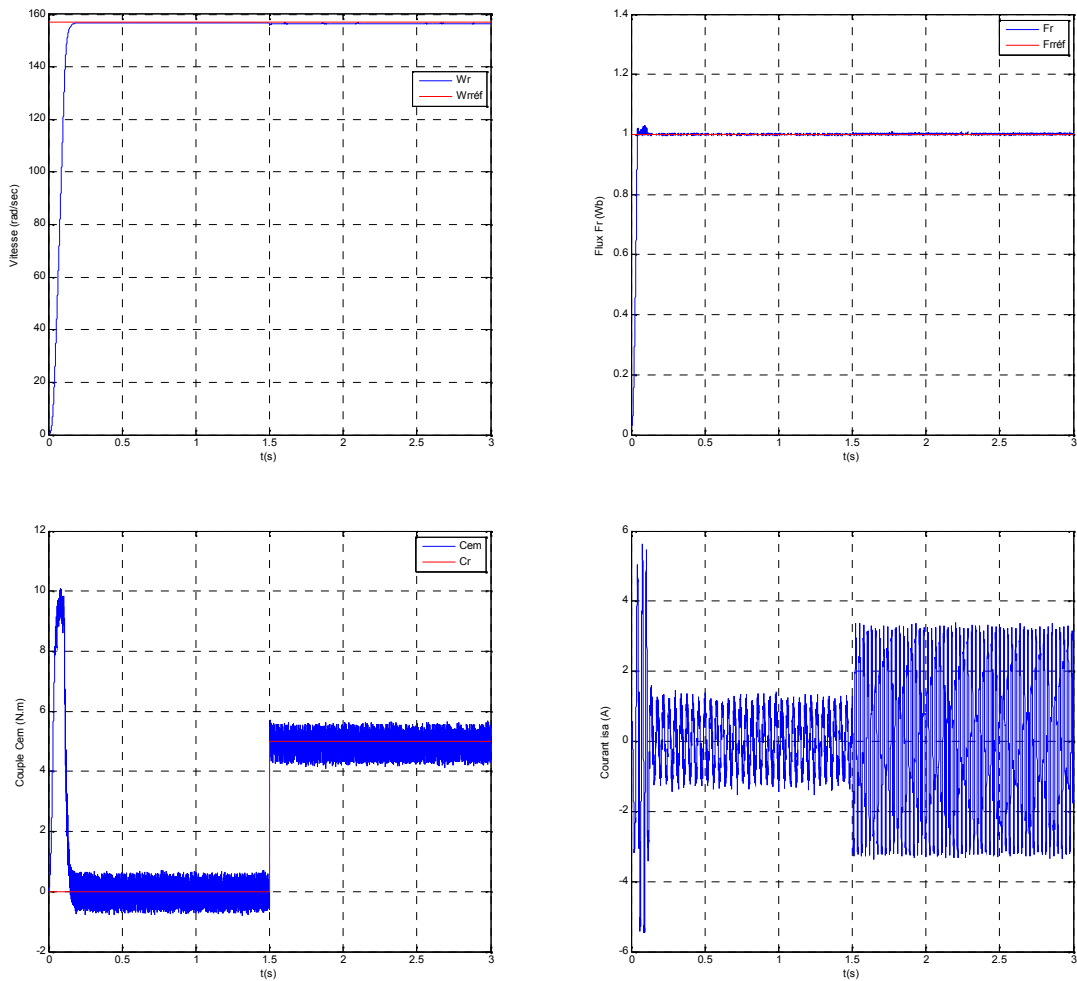 160
140
120
100
80
60
40
20
0
Vitesse (rad/sec)
Wr
Wrréf
0 0.5 1 1.5 2 2.5 3
t(s)
1.4
1.2
1
0.8
0.6
0.4
0.2
0
Flux Fr (Wb)
Fr
Frréf
0 0.5 1 1.5 2 2.5 3
t(s)
12
10
8
6
4
2
0
-2
Couple Cem (N.m)
Cem
Cr
0 0.5 1 1.5 2 2.5 3
t(s)
6
4
2
0
-2
-4
-6
Courant isa (A)
0 0.5 1 1.5 2 2.5 3
t(s)